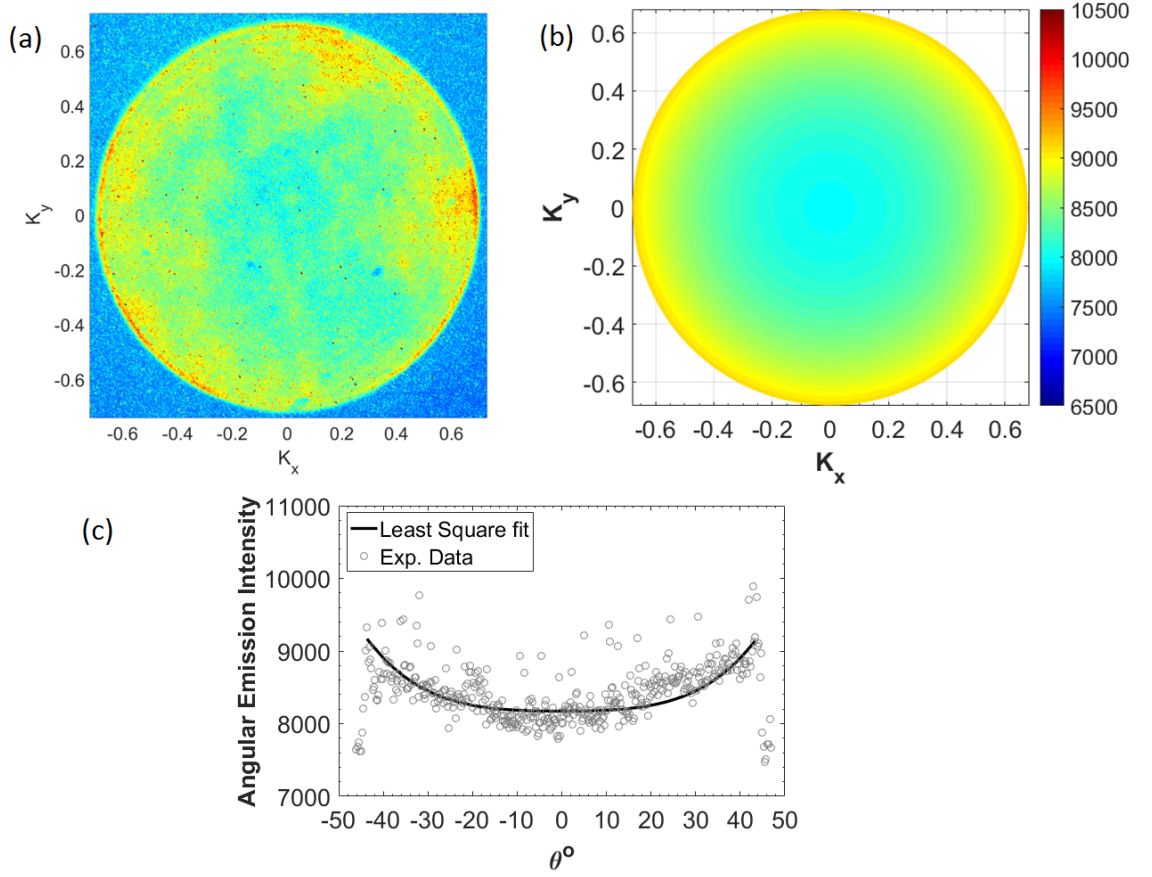 (a)
0.6
0.4
0.2
0
-0.2
-0.4
-0.6
K_y
-0.6 -0.4 -0.2 0 0.2 0.4 0.6
K_x
(b)
0.6
0.4
0.2
0
-0.2
-0.4
-0.6
K_y
-0.6 -0.4 -0.2 0 0.2 0.4 0.6
K_x
10500
10000
9500
9000
8500
8000
7500
7000
6500
(c)
Angular Emission Intensity
11000
10000
9000
8000
7000
Least Square fit
Exp. Data
-50 -40 -30 -20 -10 0 10 20 30 40 50
θ°